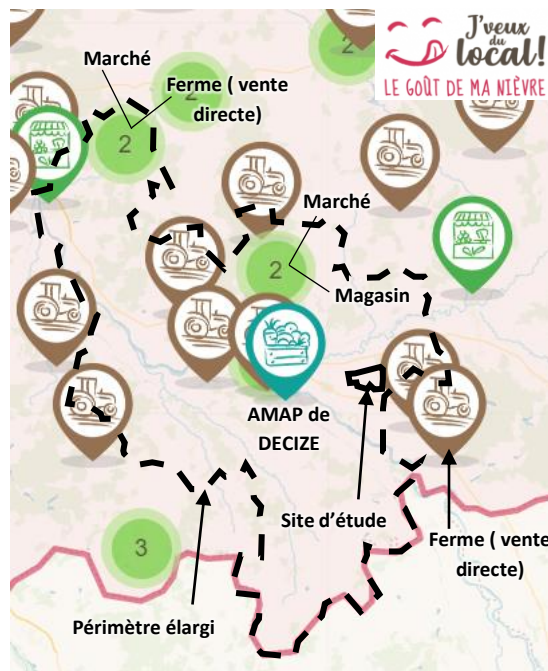 J'veux
du
local!
LE GOÛT DE MA NIÈVRE
Marché
Ferme ( vente
directe)
2
2
2
Marché
2
Magasin
AMAP de
DECIZE
Site d'étude
Ferme ( vente
directe)
3
Périmètre élargi